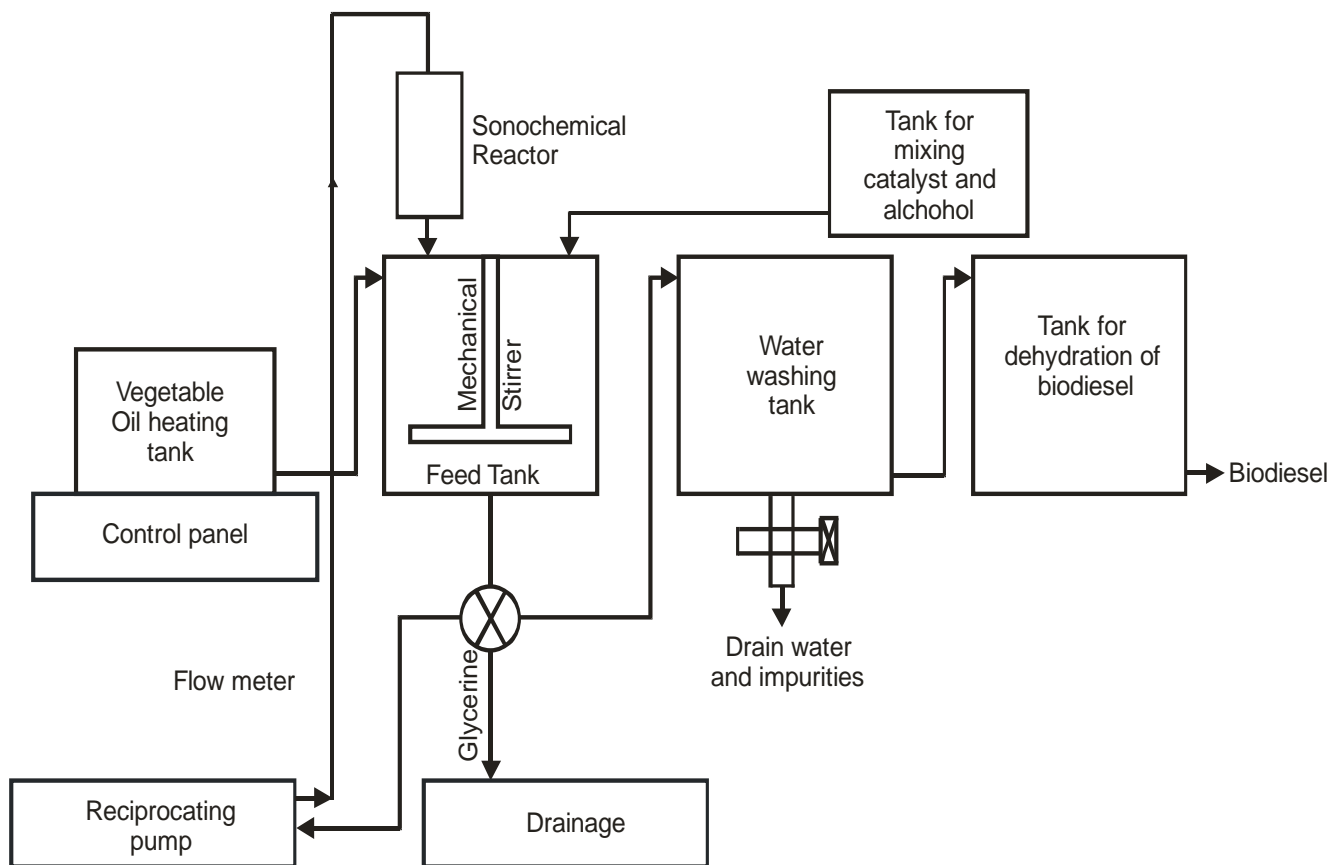 Sonochemical
Reactor
Tank for
mixing
catalyst and
alchohol
Mechanical
Stirrer
Feed Tank
Vegetable
Oil heating
tank
Control panel
Water
washing
tank
Tank for
dehydration of
biodiesel
Biodiesel
Drain water
and impurities
Flow meter
Glycerine
Reciprocating
pump
Drainage